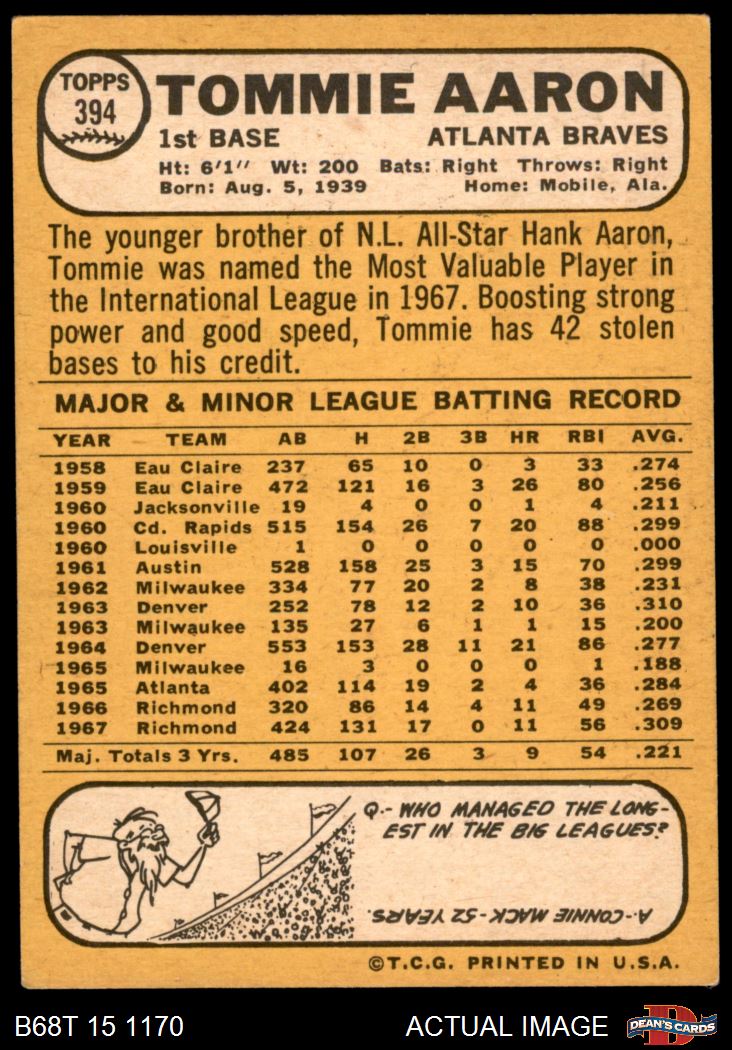 TOPPS
394
TOMMIE AARON
1st BASE ATLANTA BRAVES
Ht: 6'1" Wt: 200 Bats: Right Throws: Right
Born: Aug. 5, 1939 Home: Mobile, Ala.
The younger brother of N.L. All-Star Hank Aaron,
Tommie was named the Most Valuable Player in
the International League in 1967. Boosting strong
power and good speed, Tommie has 42 stolen
bases to his credit.
MAJOR & MINOR LEAGUE BATTING RECORD
YEAR TEAM AB H 2B 3B HR RBI AVG.
1958 Eau Claire 237 65 10 0 3 33 .274
1959 Eau Claire 472 121 16 3 26 80 .256
1960 Jacksonville 19 4 0 0 1 4 .211
1960 Cd. Rapids 515 154 26 7 20 88 .299
1960 Louisville 1 0 0 0 0 0 .000
1961 Austin 528 158 25 3 15 70 .299
1962 Milwaukee 334 77 20 2 8 38 .231
1963 Denver 252 78 12 2 10 36 .310
1963 Milwaukee 135 27 6 1 1 15 .200
1964 Denver 553 153 28 11 21 86 .277
1965 Milwaukee 16 3 0 0 0 1 .188
1965 Atlanta 402 114 19 2 4 36 .284
1966 Richmond 320 86 14 4 11 49 .269
1967 Richmond 424 131 17 0 11 56 .309
Maj. Totals 3 Yrs. 485 107 26 3 9 54 .221
Q.- WHO MANAGED THE LONG-
EST IN THE BIG LEAGUES?
A-CONNIE MACK-52 YEARS.
©T.C.G. PRINTED IN U.S.A.
B68T 15 1170 ACTUAL IMAGE
D
DEAN'S CARDS